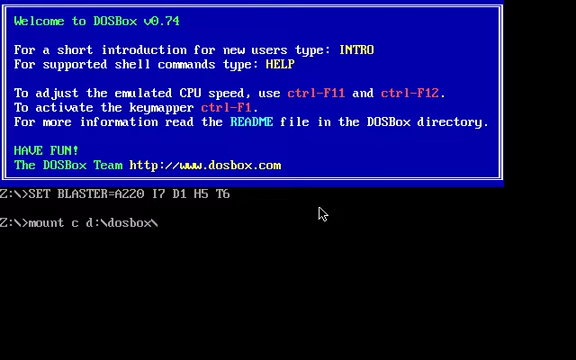 Welcome to DOSBox v0.74
For a short introduction for new users type: INTRO
For supported shell commands type: HELP
To adjust the emulated CPU speed, use ctrl-F11 and ctrl-F12.
To activate the keymapper ctrl-F1.
For more information read the README file in the DOSBox directory.
HAVE FUN!
The DOSBox Team http://www.dosbox.com
Z:\>SET BLASTER=A220 I7 D1 H5 T6
Z:\>mount c d:\dosbox\